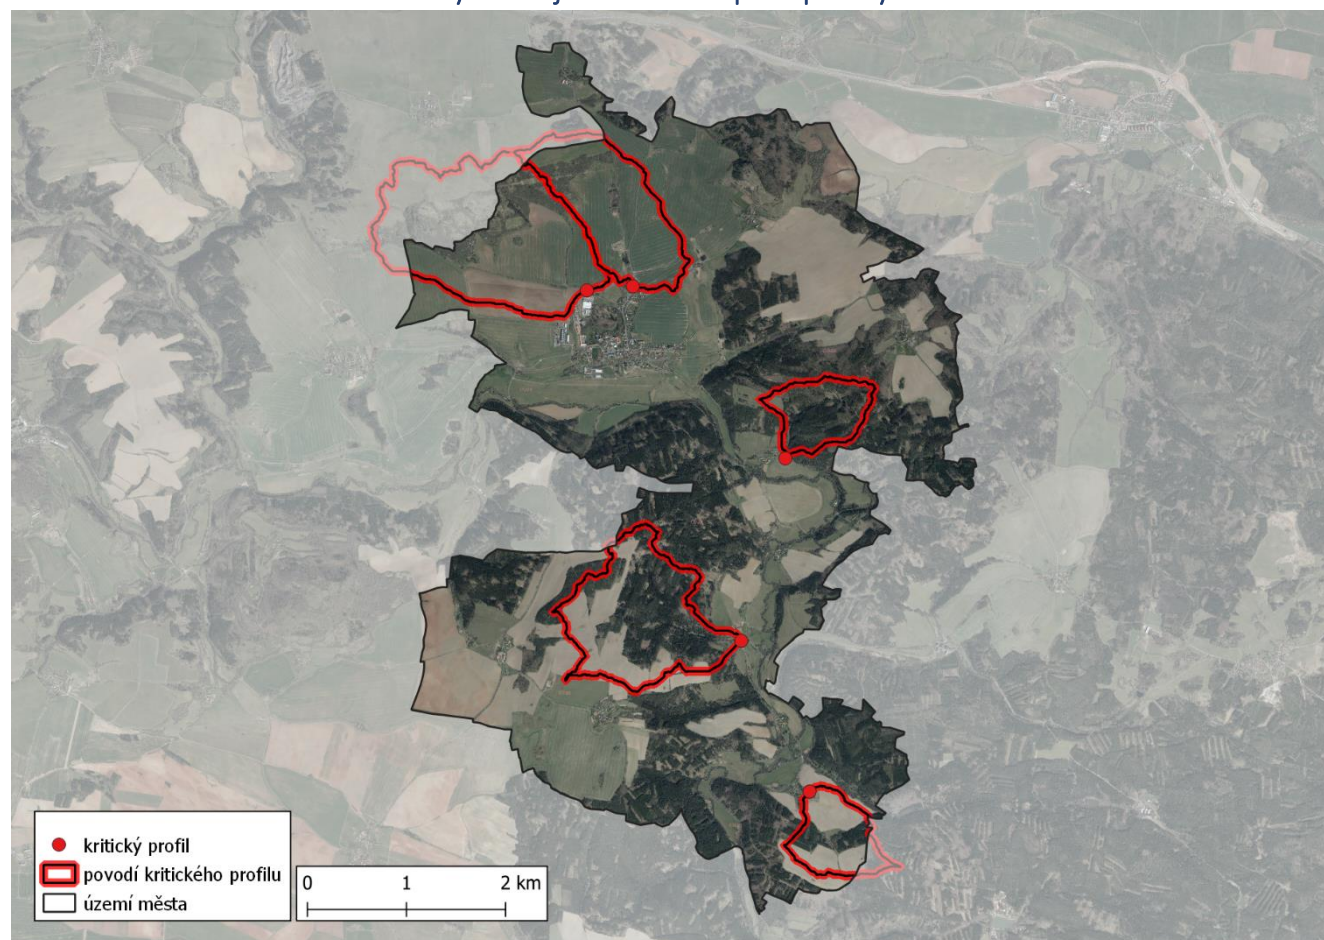 kritický profil
povodí kritického profilu
území města
0 1 2 km